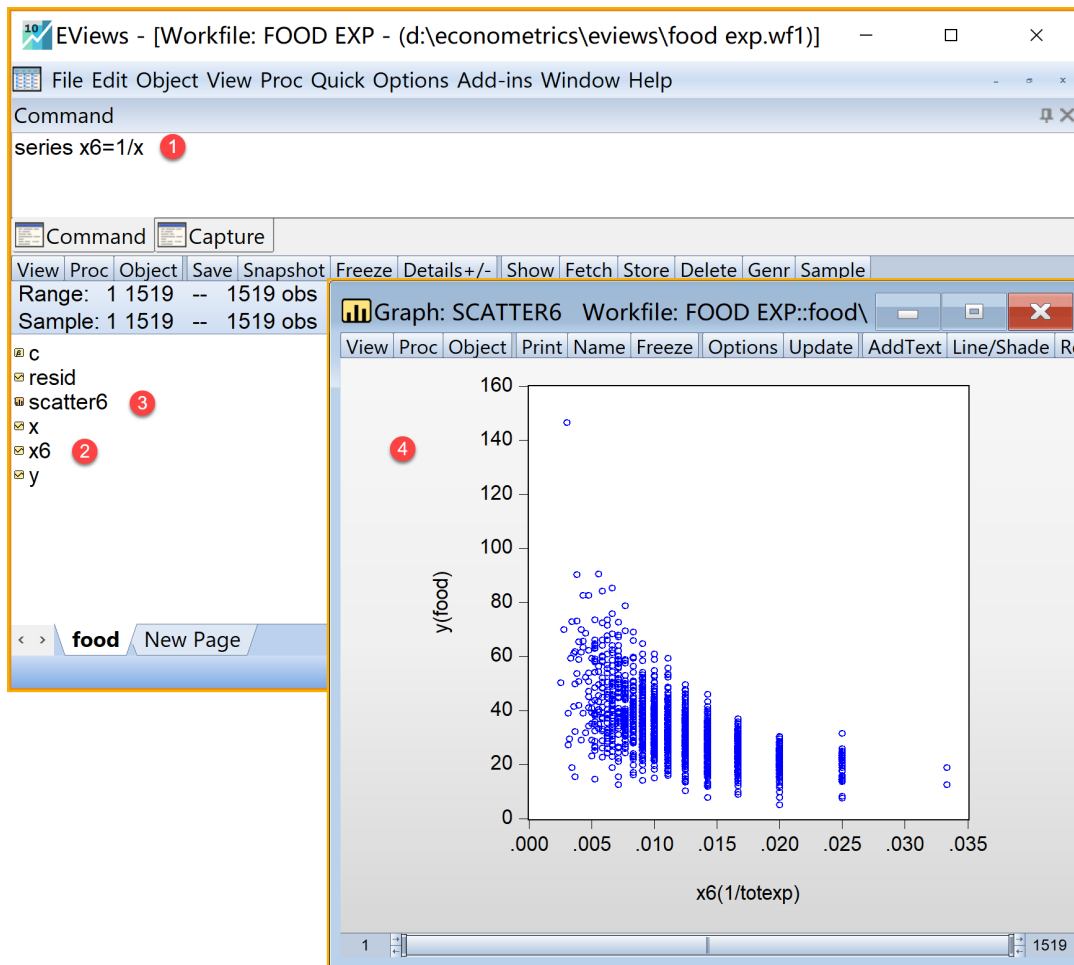 10 EViews - [Workfile: FOOD EXP - (d:\econometrics\eviews\food exp.wf1)]
File Edit Object View Proc Quick Options Add-ins Window Help
Command
series x6=1/x 1
Command Capture
View Proc Object Save Snapshot Freeze Details+/- Show Fetch Store Delete Genr Sample
Range: 1 1519 -- 1519 obs
Sample: 1 1519 -- 1519 obs
c
resid
scatter6 3
x
x6 2
y
food New Page
Graph: SCATTER6 Workfile: FOOD EXP::food\
View Proc Object Print Name Freeze Options Update AddText Line/Shade Re
4
160
140
120
100
80
60
40
20
0
y(food)
.000 .005 .010 .015 .020 .025 .030 .035
x6(1/totexp)
1 1519